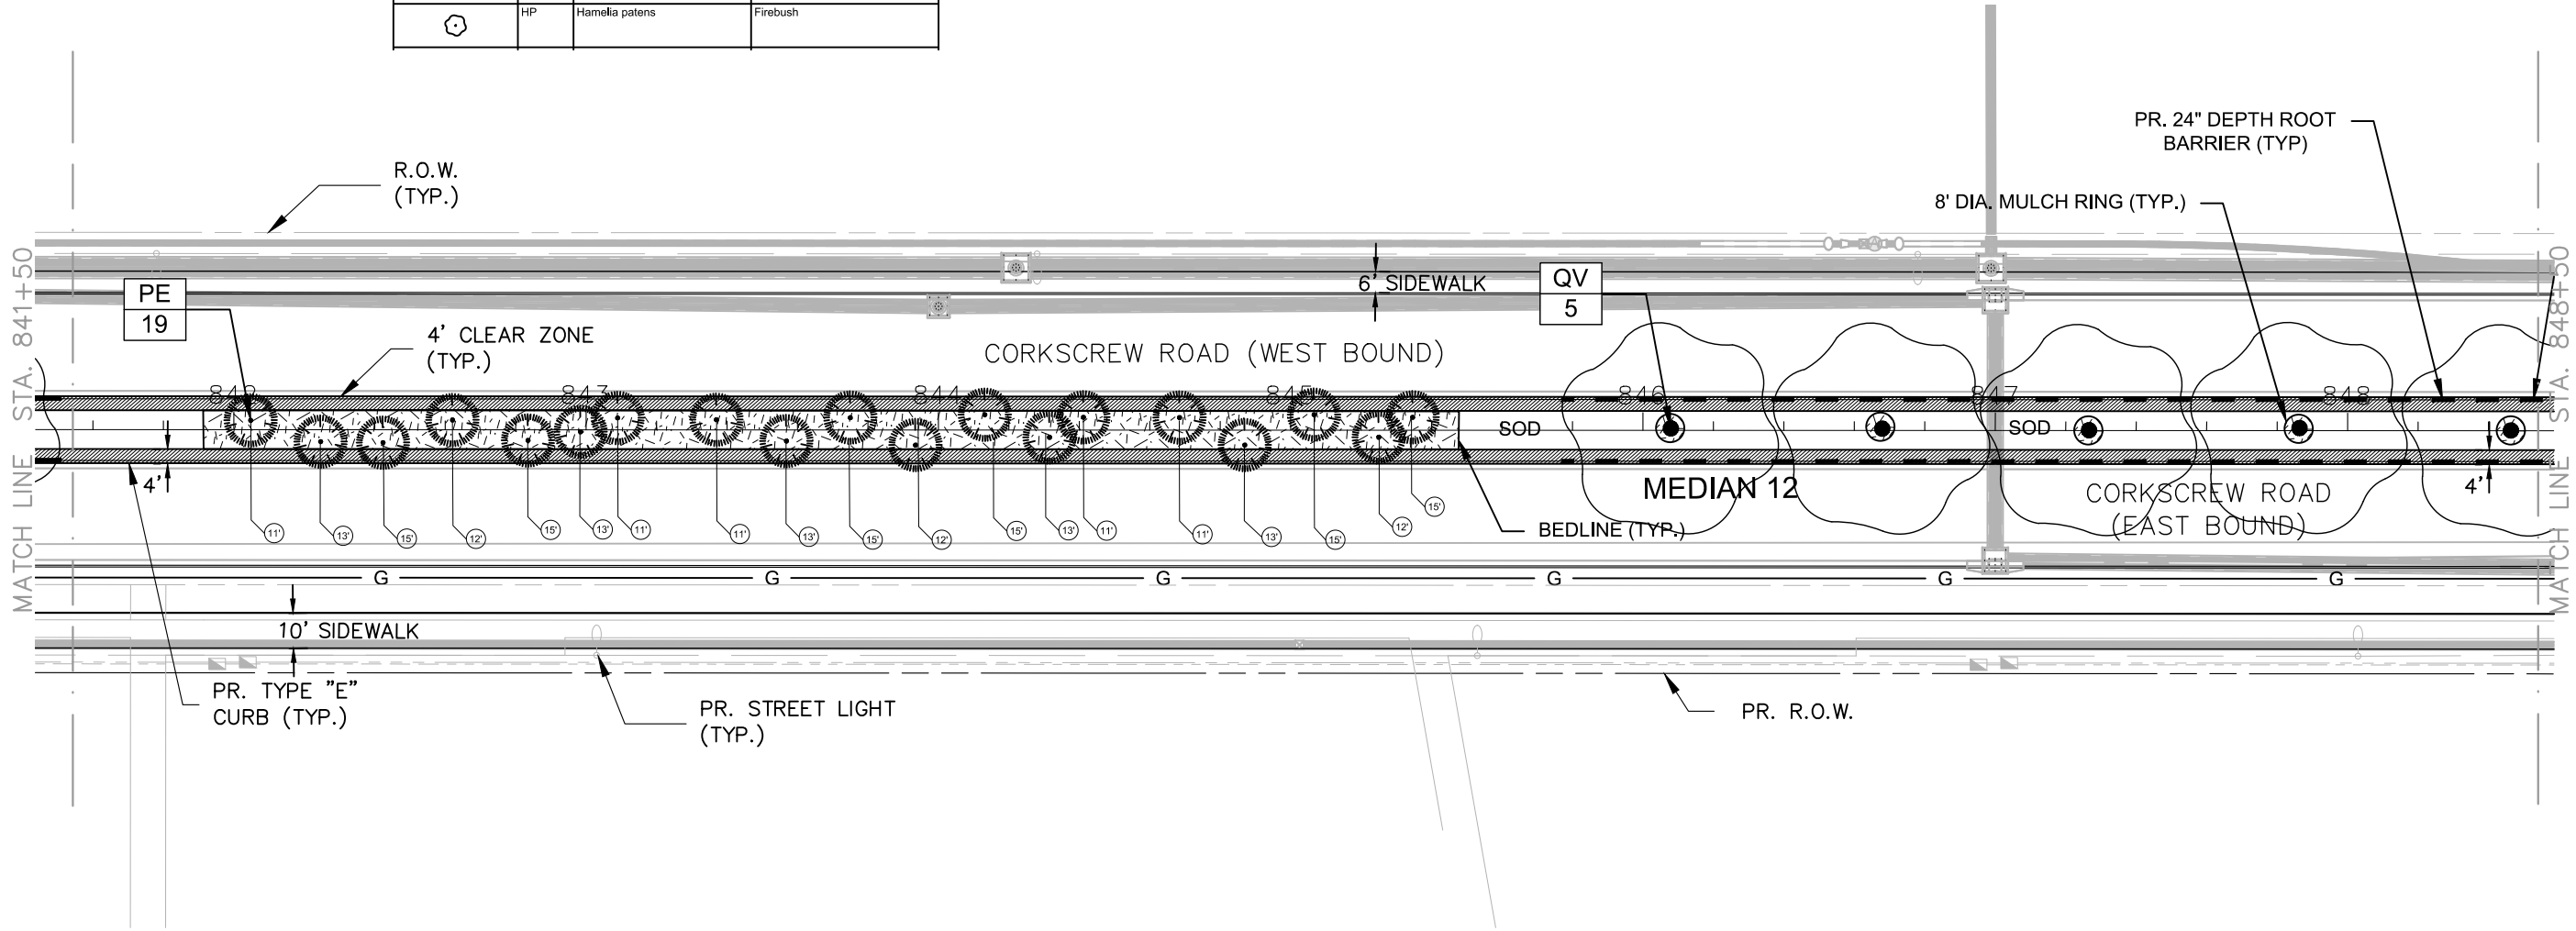 HP Hamelia patens Firebush
PR. 24" DEPTH ROOT
BARRIER (TYP)
R.O.W.
(TYP.)
8' DIA. MULCH RING (TYP.)
MATCH LINE STA. 841+50
MATCH LINE STA. 848+50
6' SIDEWALK
QV
5
PE
19
4' CLEAR ZONE
(TYP.)
CORKSCREW ROAD (WEST BOUND)
842 843 844 845 846 847 848
SOD SOD
4'
MEDIAN 12
CORKSCREW ROAD
(EAST BOUND)
4'
11' 13' 15' 12' 15' 13' 11' 11' 13' 15' 12' 15' 13' 11' 11' 13' 15' 12' 15'
BEDLINE (TYP.)
G G G G G G
10' SIDEWALK
PR. TYPE "E"
CURB (TYP.)
PR. STREET LIGHT
(TYP.)
PR. R.O.W.